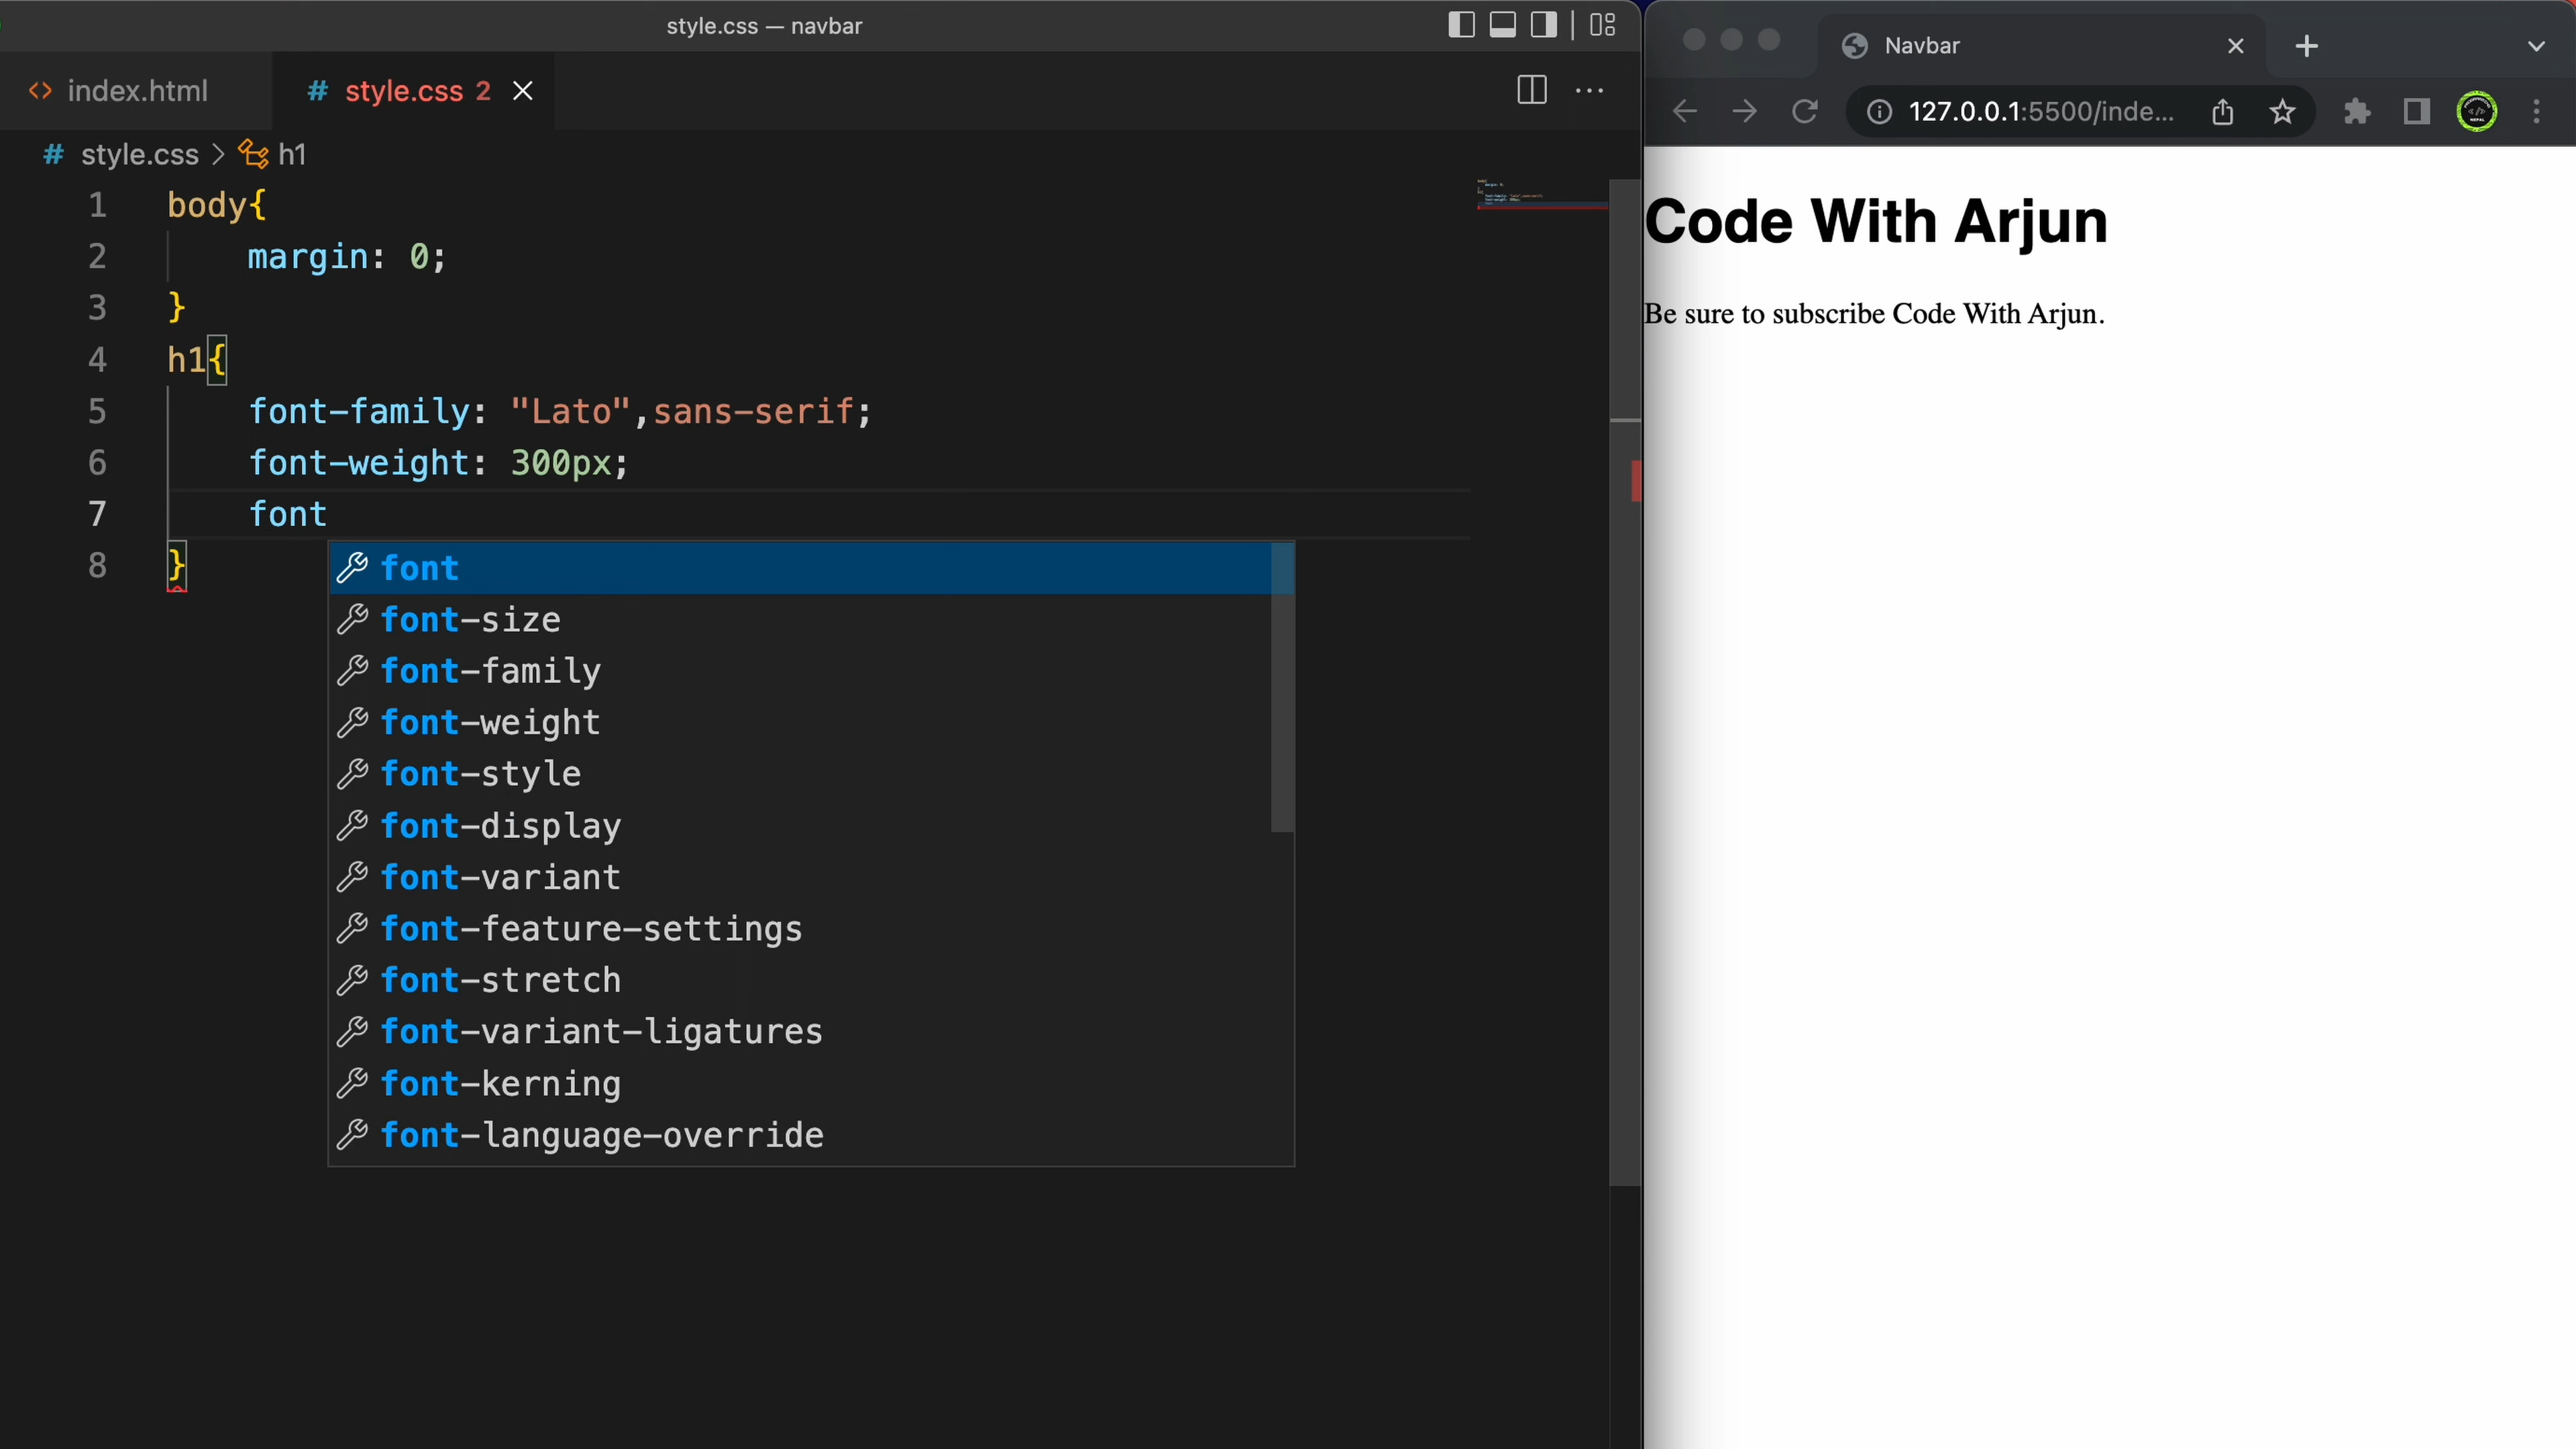 style.css — navbar
index.html
# style.css 2
# style.css > h1
1 body{
2 margin: 0;
3 }
4 h1{
5 font-family: "Lato",sans-serif;
6 font-weight: 300px;
7 font
8 }
font
font-size
font-family
font-weight
font-style
font-display
font-variant
font-feature-settings
font-stretch
font-variant-ligatures
font-kerning
font-language-override
Navbar
127.0.0.1:5500/inde...
Code With Arjun
Be sure to subscribe Code With Arjun.